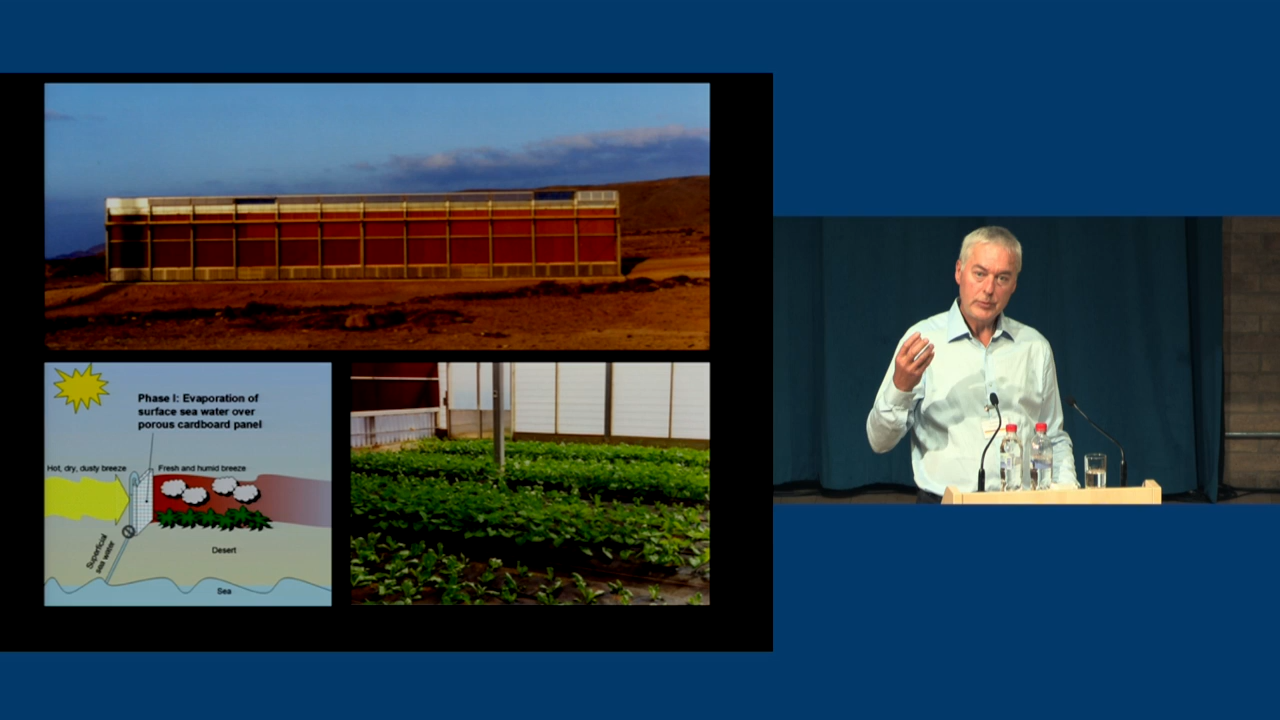 Phase I: Evaporation of
surface sea water over
porous cardboard panel
Hot, dry, dusty breeze
Fresh and humid breeze
Superficial
sea water
Desert
Sea